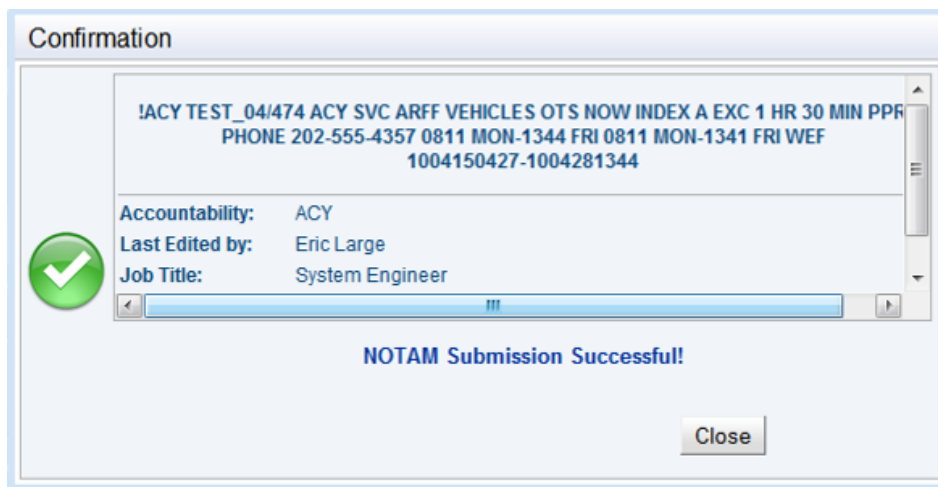 Confirmation
!ACY TEST_04/474 ACY SVC ARFF VEHICLES OTS NOW INDEX A EXC 1 HR 30 MIN PPR
PHONE 202-555-4357 0811 MON-1344 FRI 0811 MON-1341 FRI WEF
1004150427-1004281344
Accountability: ACY
Last Edited by: Eric Large
Job Title: System Engineer
NOTAM Submission Successful!
Close